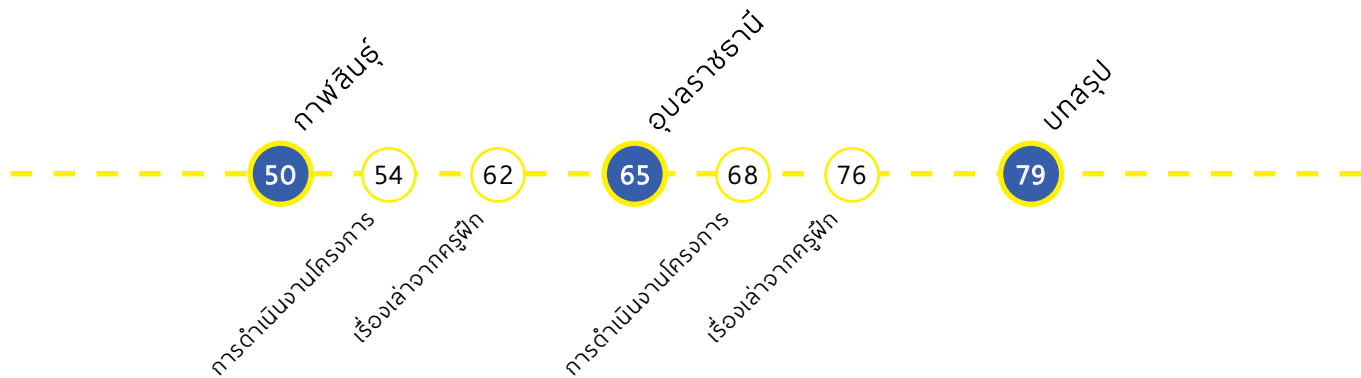 กาฬสินธุ์
50
54
การดำเนินงานโครงการ
62
เรื่องเล่าจากครูฝึก
อุบลราชธานี
65
68
การดำเนินงานโครงการ
76
เรื่องเล่าจากครูฝึก
บทสรุป
79